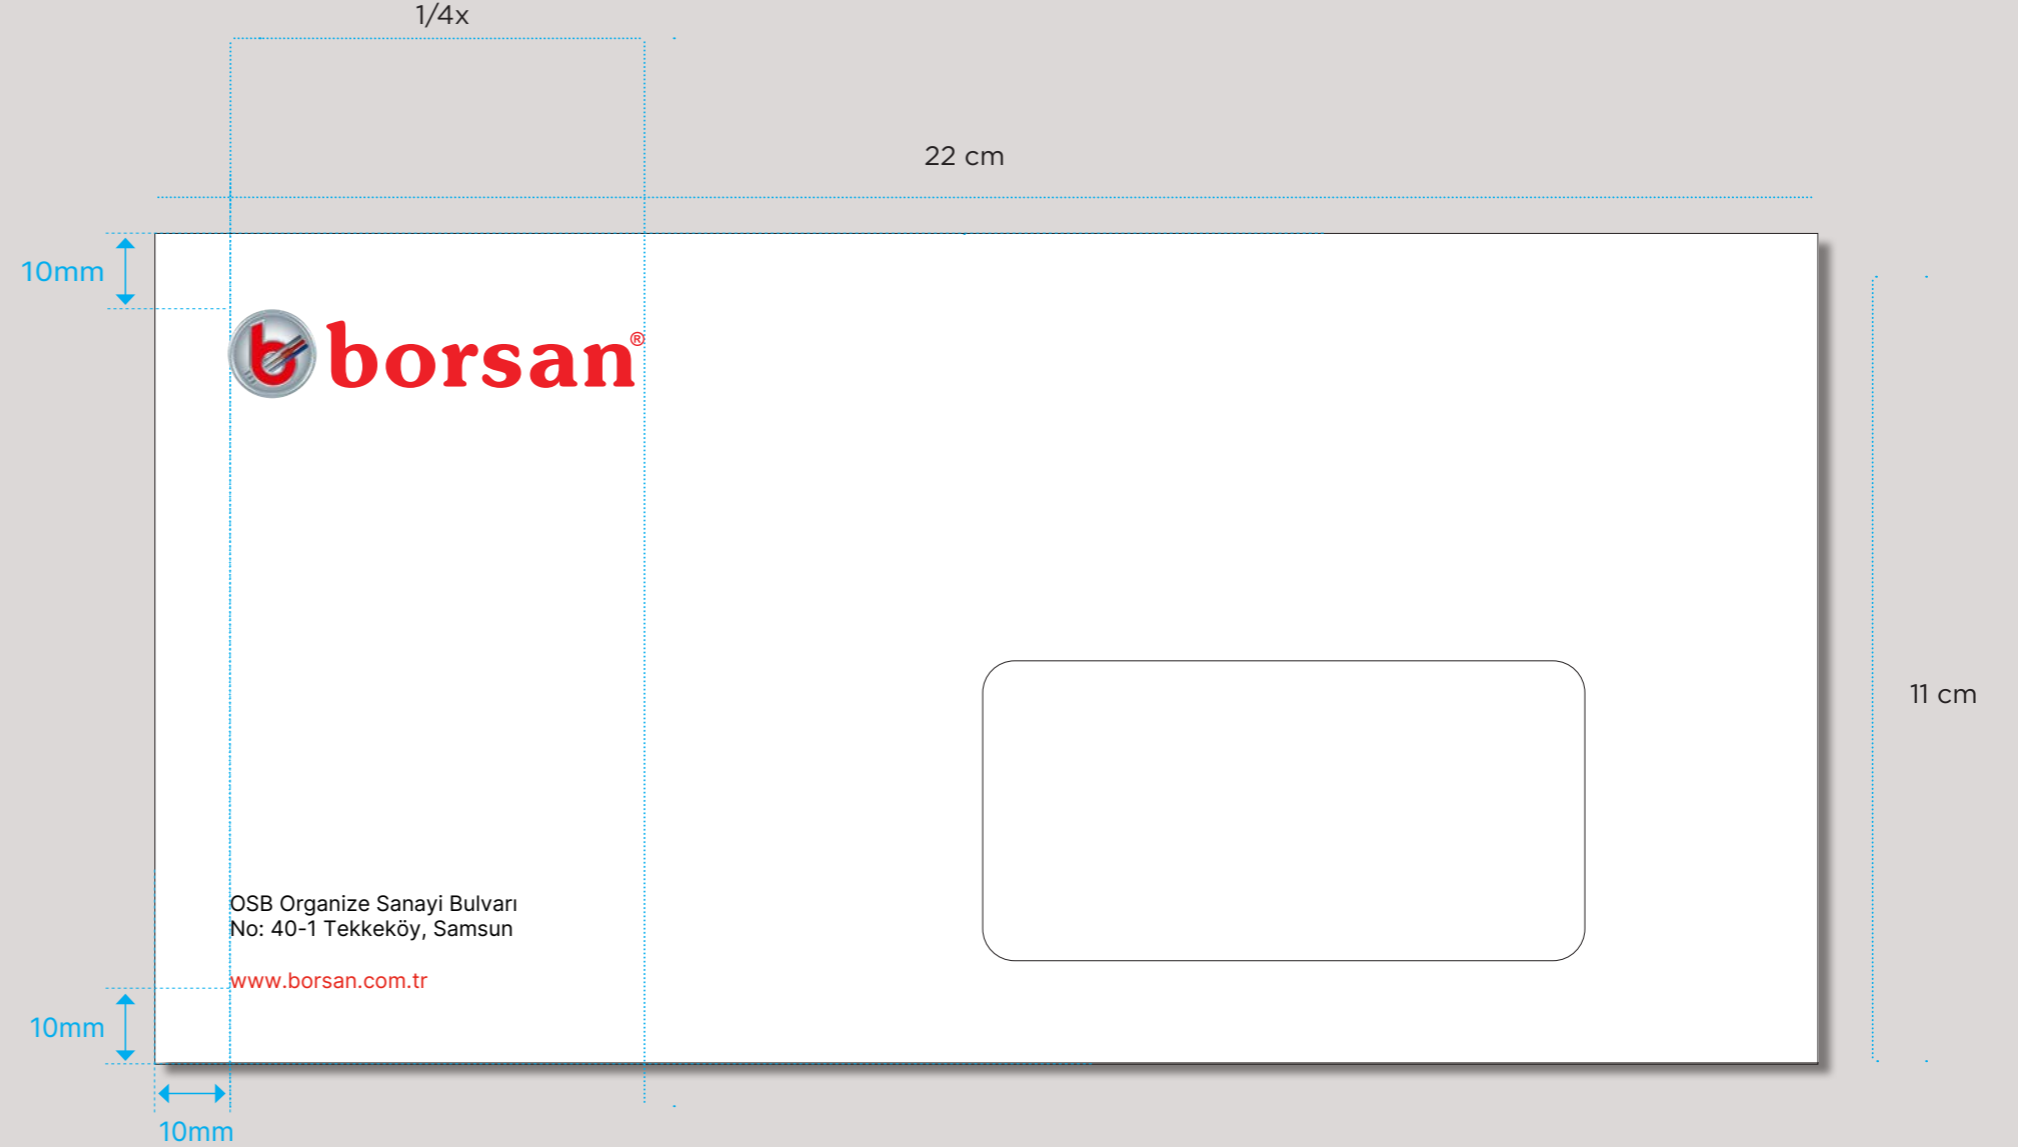 1/4x
22 cm
10mm
borsan®
11 cm
OSB Organize Sanayi Bulvarı
No: 40-1 Tekkeköy, Samsun
www.borsan.com.tr
10mm
10mm